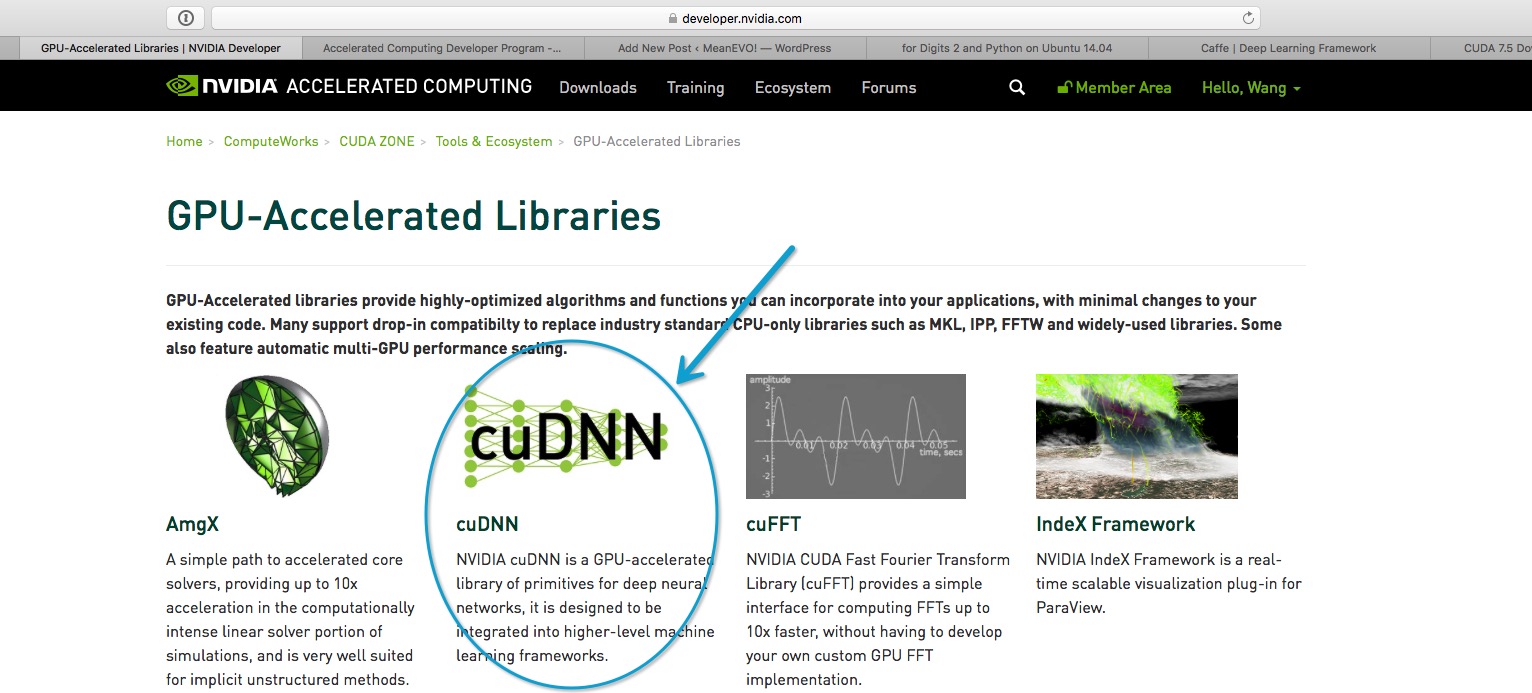 developer.nvidia.com
GPU-Accelerated Libraries | NVIDIA Developer
Accelerated Computing Developer Program -...
Add New Post ‹ MeanEVO! — WordPress
for Digits 2 and Python on Ubuntu 14.04
Caffe | Deep Learning Framework
CUDA 7.5 Do
NVIDIA ACCELERATED COMPUTING
Downloads
Training
Ecosystem
Forums
Member Area
Hello, Wang
Home > ComputeWorks > CUDA ZONE > Tools & Ecosystem > GPU-Accelerated Libraries
GPU-Accelerated Libraries
GPU-Accelerated libraries provide highly-optimized algorithms and functions you can incorporate into your applications, with minimal changes to your
existing code. Many support drop-in compatibilty to replace industry standard CPU-only libraries such as MKL, IPP, FFTW and widely-used libraries. Some
also feature automatic multi-GPU performance scaling.
AmgX
A simple path to accelerated core
solvers, providing up to 10x
acceleration in the computationally
intense linear solver portion of
simulations, and is very well suited
for implicit unstructured methods.
cuDNN
cuDNN
NVIDIA cuDNN is a GPU-accelerated
library of primitives for deep neural
networks, it is designed to be
integrated into higher-level machine
learning frameworks.
amplitude
3
2
1
-1
-2
-3
0.01 0.02 0.03 0.04 0.05
time, secs
cuFFT
NVIDIA CUDA Fast Fourier Transform
Library (cuFFT) provides a simple
interface for computing FFTs up to
10x faster, without having to develop
your own custom GPU FFT
implementation.
IndeX Framework
NVIDIA IndeX Framework is a real-
time scalable visualization plug-in for
ParaView.